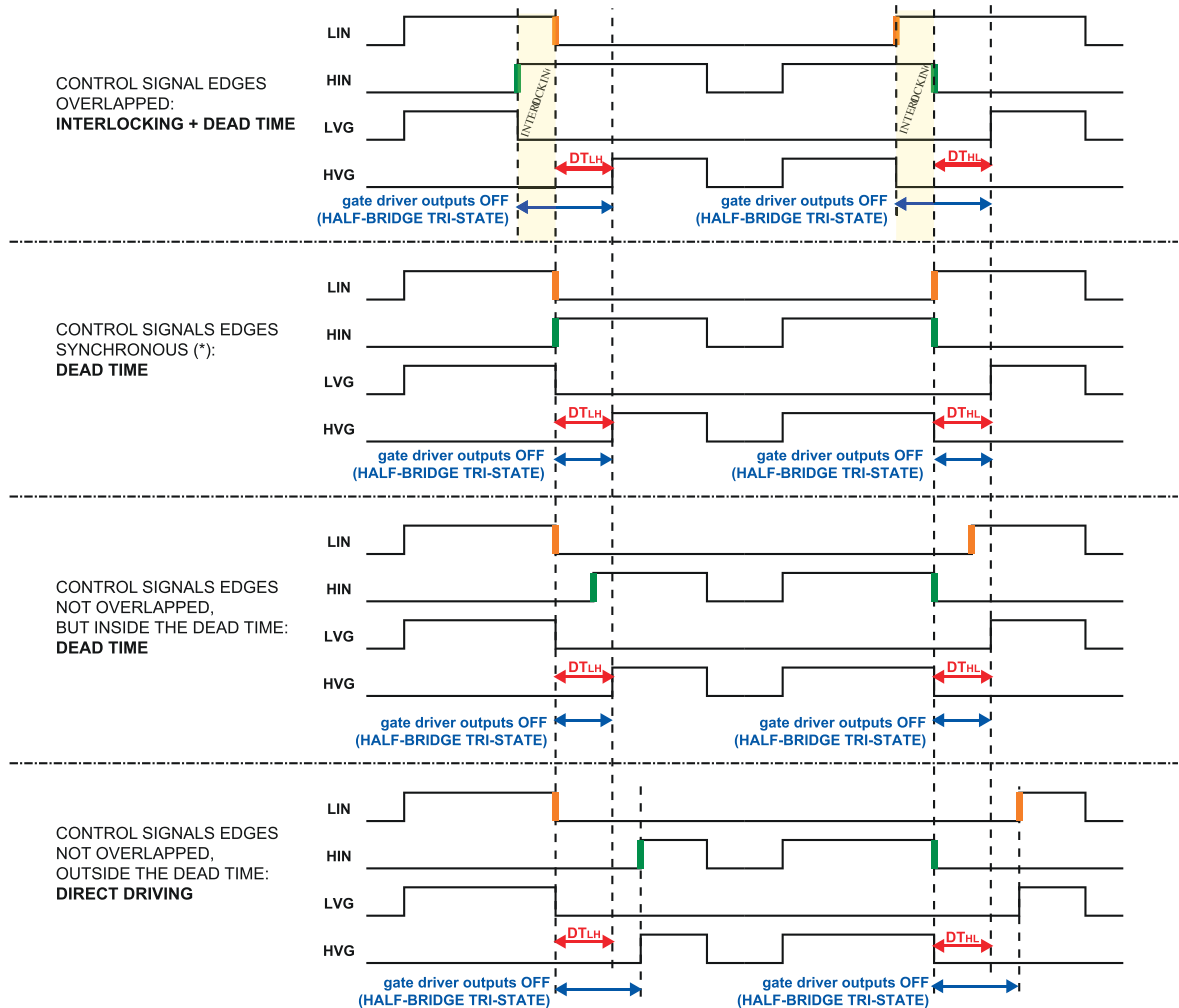 LIN
HIN
CONTROL SIGNAL EDGES
OVERLAPPED:
INTERLOCKING + DEAD TIME
LVG
HVG
DTLH
DTHL
gate driver outputs OFF
(HALF-BRIDGE TRI-STATE)
gate driver outputs OFF
(HALF-BRIDGE TRI-STATE)
LIN
HIN
CONTROL SIGNALS EDGES
SYNCHRONOUS (*):
DEAD TIME
LVG
HVG
DTLH
DTHL
gate driver outputs OFF
(HALF-BRIDGE TRI-STATE)
gate driver outputs OFF
(HALF-BRIDGE TRI-STATE)
LIN
HIN
CONTROL SIGNALS EDGES
NOT OVERLAPPED,
BUT INSIDE THE DEAD TIME:
DEAD TIME
LVG
HVG
DTLH
DTHL
gate driver outputs OFF
(HALF-BRIDGE TRI-STATE)
gate driver outputs OFF
(HALF-BRIDGE TRI-STATE)
LIN
HIN
CONTROL SIGNALS EDGES
NOT OVERLAPPED,
OUTSIDE THE DEAD TIME:
DIRECT DRIVING
LVG
HVG
DTLH
DTHL
gate driver outputs OFF
(HALF-BRIDGE TRI-STATE)
gate driver outputs OFF
(HALF-BRIDGE TRI-STATE)